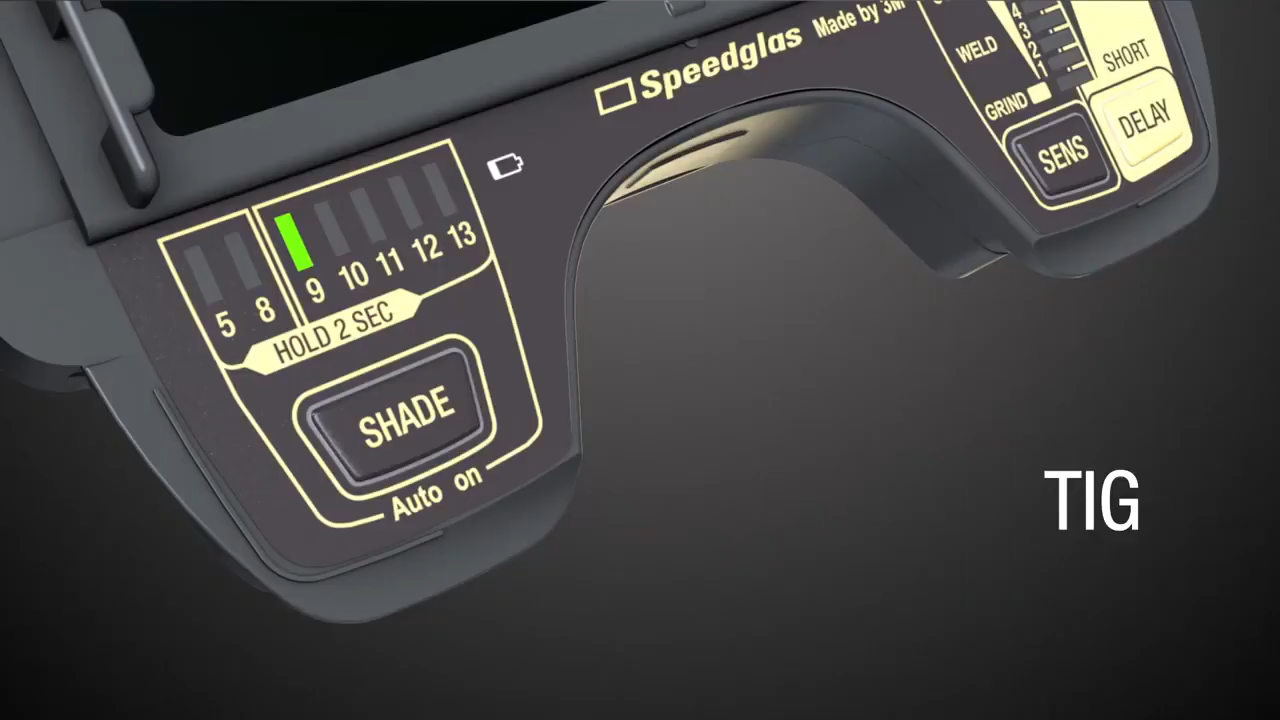 Speedglas Made by 3M
4
3
WELD
2
1
SHORT
GRIND
SENS
DELAY
5 8 9 10 11 12 13
HOLD 2 SEC
SHADE
Auto on
TIG